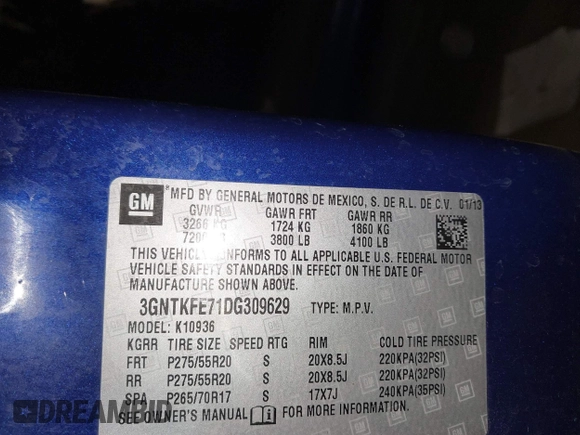 GM
*MFD BY GENERAL MOTORS DE MEXICO, S. DE R.L. DE C.V. 01/13
GVWR GAWR FRT GAWR RR
3266 KG 1724 KG 1860 KG
7200 3800 LB 4100 LB
THIS VEHICLE CONFORMS TO ALL APPLICABLE U.S. FEDERAL MOTOR
VEHICLE SAFETY STANDARDS IN EFFECT ON THE DATE OF
MANUFACTURE SHOWN ABOVE.
3GNTKFE71DG309629 TYPE: M.P.V.
MODEL: K10936
KGRR TIRE SIZE SPEED RTG RIM
FRT P275/55R20 S 20X8.5J 220KPA(32PSI)
RR P275/55R20 S 20X8.5J 220KPA(32PSI)
SPA P265/70R17 S 17X7J 240KPA(35PSI)
SEE OWNER'S MANUAL FOR MORE INFORMATION.
DREAMBID